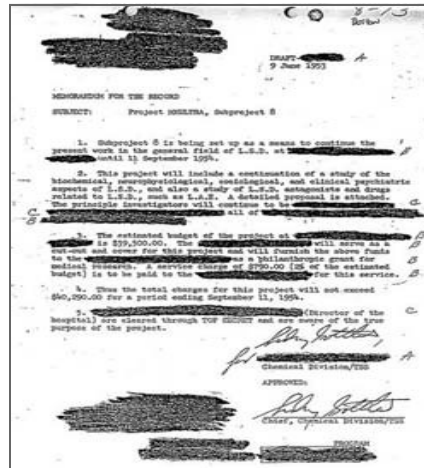 8-13
Boston
DRAFT- A
9 June 1953
MEMORANDUM FOR THE RECORD
SUBJECT: Project MKULTRA, Subproject 8
1. Subproject 8 is being set up as a means to continue the
present work in the general field of L.S.D. at B
until 11 September 1954.
2. This project will include a continuation of a study of the
biochemical, neurophysiological, sociological, and clinical psychiatric
aspects of L.S.D., and also a study of L.S.D. antagonists and drugs
related to L.S.D., such as L.A.E. A detailed proposal is attached.
The principle investigators will continue to be C
C all of
B
3. The estimated budget of the project at B
is $39,500.00. The will serve as a B
cut-out and cover for this project and will furnish the above funds
to the as a philanthropic grant for B
medical research. A service charge of $790.00 (2% of the estimated
budget) is to be paid to the for this service. B
4. Thus the total charges for this project will not exceed
$40,290.00 for a period ending September 11, 1954.
5. (Director of the C
hospital) are cleared through TOP SECRET and are aware of the true
purpose of the project.
Sidney Gottlieb
for A
Chemical Division/TSS
APPROVED:
Sidney Gottlieb
Chief, Chemical Division/TSS
PROGRAM